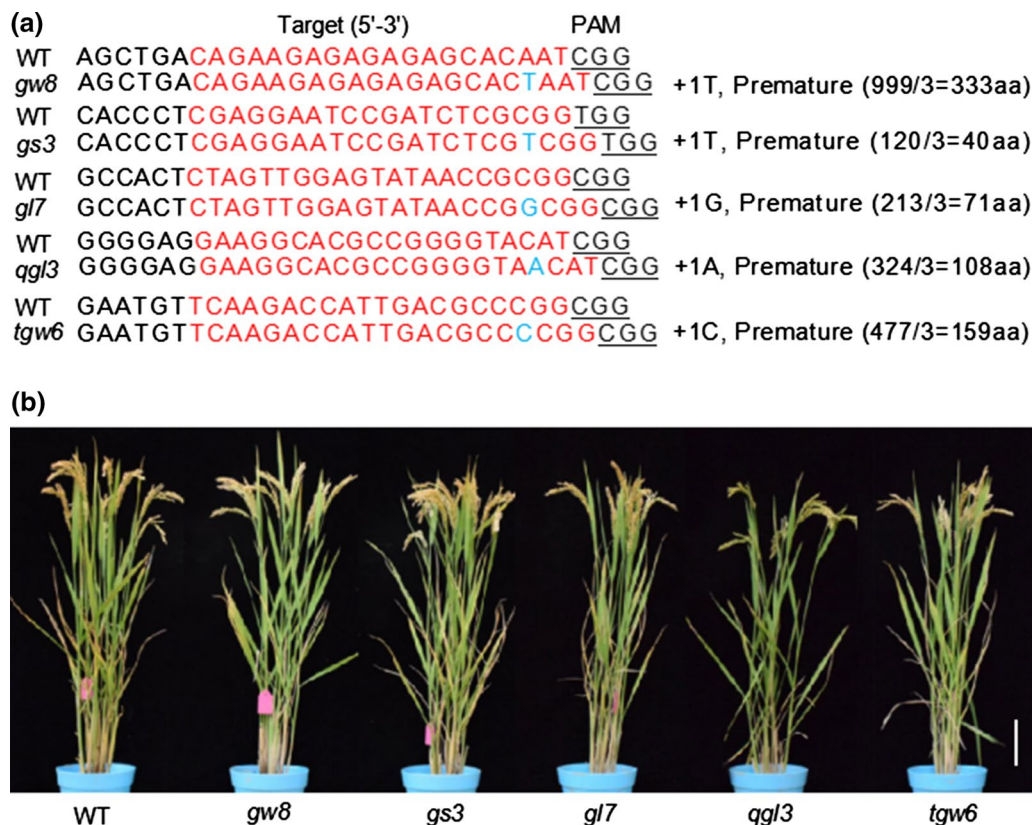 (a) Target (5'-3') PAM
WT AGCTGACAGAAGAGAGAGAGCACAATCGG
gw8 AGCTGACAGAAGAGAGAGAGCACTAATCGG +1T, Premature (999/3=333aa)
WT CACCCTCGAGGAATCCGATCTCGCGGTGG
gs3 CACCCTCGAGGAATCCGATCTCGTCGGTGG +1T, Premature (120/3=40aa)
WT GCCACTCTAGTTGGAGTATAACCGCGGCGG
gl7 GCCACTCTAGTTGGAGTATAACCGGCGGCGG +1G, Premature (213/3=71aa)
WT GGGGAGGAAGGCACGCCGGGGTACATCGG
qgl3 GGGGAGGAAGGCACGCCGGGGTAACATCGG +1A, Premature (324/3=108aa)
WT GAATGTTCAAGACCATTGACGCCCGGCGG
tgw6 GAATGTTCAAGACCATTGACGCCCCGGCGG +1C, Premature (477/3=159aa)
(b)
WT gw8 gs3 gl7 qgl3 tgw6